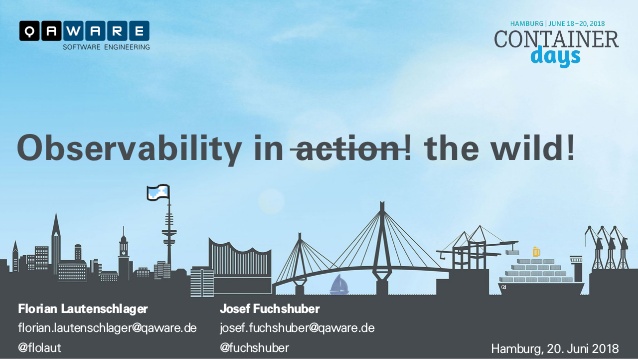 QAWARE
SOFTWARE ENGINEERING
HAMBURG | JUNE 18–20, 2018
CONTAINER
days
Observability in action! the wild!
Florian Lautenschlager
florian.lautenschlager@qaware.de
@flolaut
Josef Fuchshuber
josef.fuchshuber@qaware.de
@fuchshuber
Hamburg, 20. Juni 2018